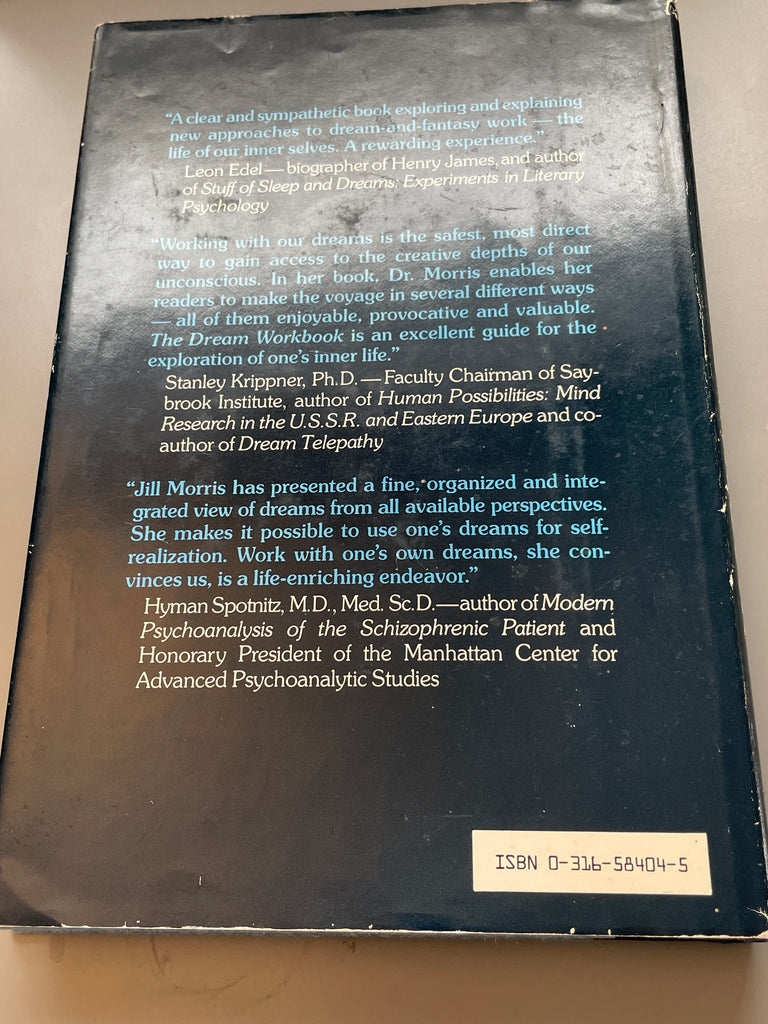 “A clear and sympathetic book exploring and explaining
new approaches to dream-and-fantasy work — the
life of our inner selves. A rewarding experience.”
Leon Edel — biographer of Henry James, and author
of Stuff of Sleep and Dreams: Experiments in Literary
Psychology
“Working with our dreams is the safest, most direct
way to gain access to the creative depths of our
unconscious. In her book, Dr. Morris enables her
readers to make the voyage in several different ways
— all of them enjoyable, provocative and valuable.
The Dream Workbook is an excellent guide for the
exploration of one’s inner life.”
Stanley Krippner, Ph.D. — Faculty Chairman of Say-
brook Institute, author of Human Possibilities: Mind
Research in the U.S.S.R. and Eastern Europe and co-
author of Dream Telepathy
“Jill Morris has presented a fine, organized and inte-
grated view of dreams from all available perspectives.
She makes it possible to use one’s dreams for self-
realization. Work with one’s own dreams, she con-
vinces us, is a life-enriching endeavor.”
Hyman Spotnitz, M.D., Med. Sc.D.—author of Modern
Psychoanalysis of the Schizophrenic Patient and
Honorary President of the Manhattan Center for
Advanced Psychoanalytic Studies
ISBN 0-316-58404-5